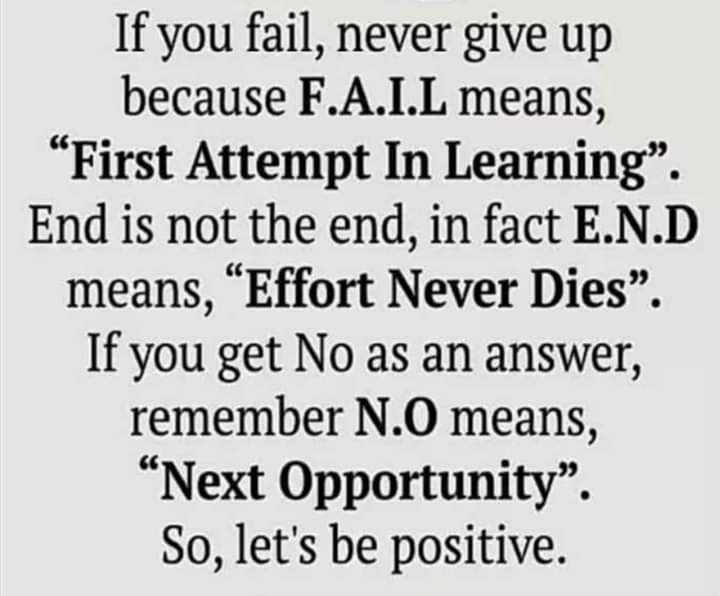 If you fail, never give up
because F.A.I.L means,
“First Attempt In Learning”.
End is not the end, in fact E.N.D
means, “Effort Never Dies”.
If you get No as an answer,
remember N.O means,
“Next Opportunity”.
So, let's be positive.